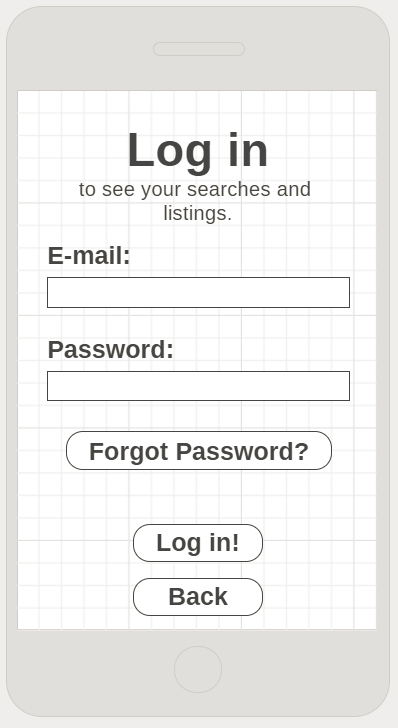 Log in
to see your searches and
listings.
E-mail:
Password:
Forgot Password?
Log in!
Back